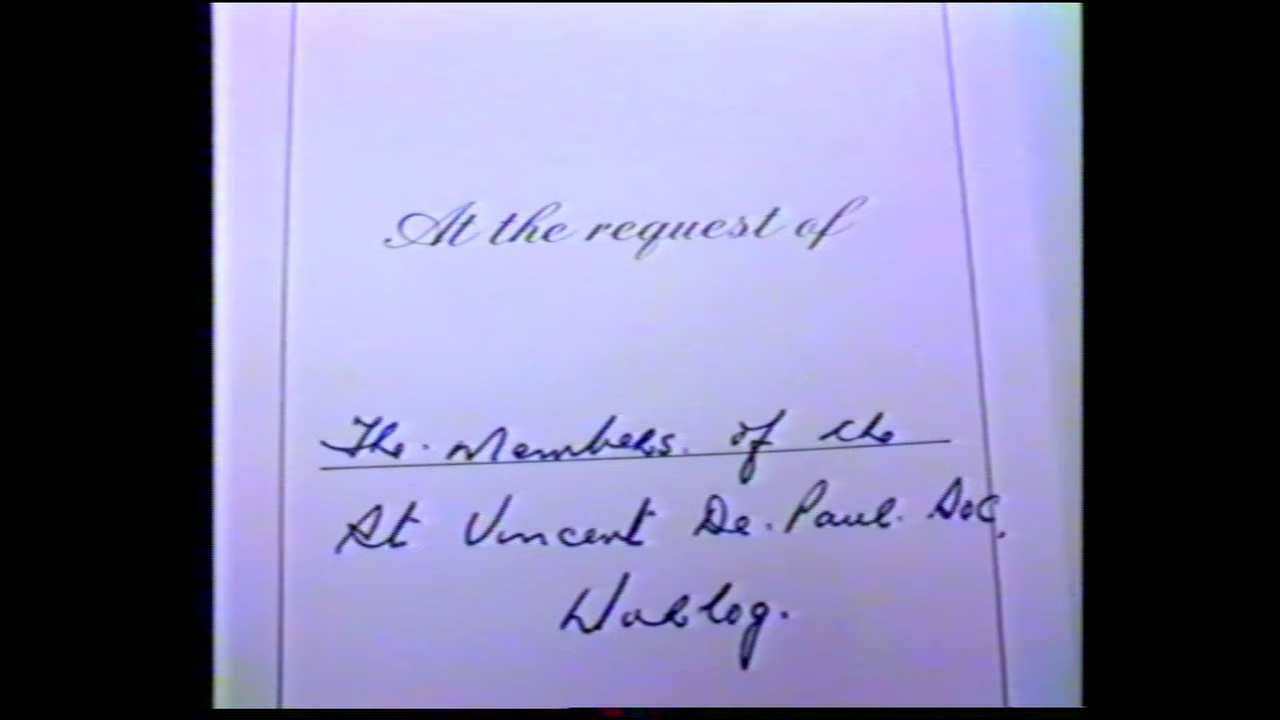 At the request of
The Members of the
St Vincent De. Paul. Soc.